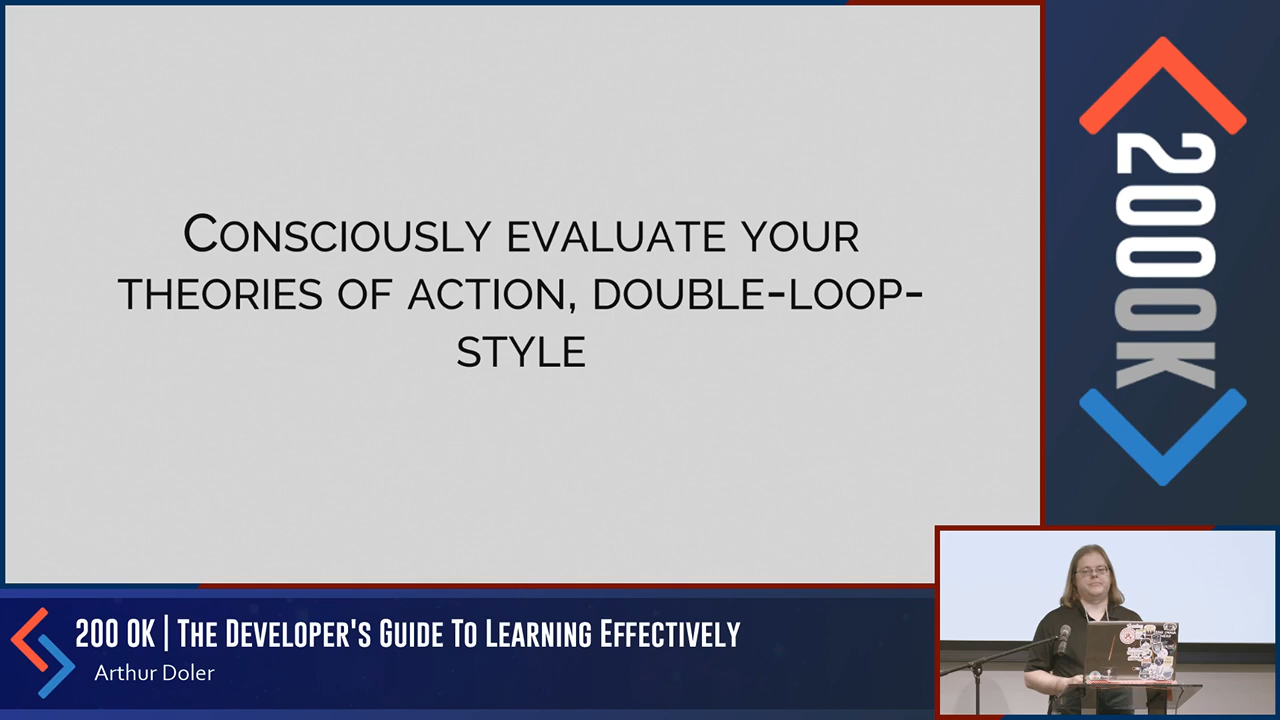 Consciously evaluate your
theories of action, double-loop-
style
200 OK
200 OK | The Developer's Guide To Learning Effectively
Arthur Doler